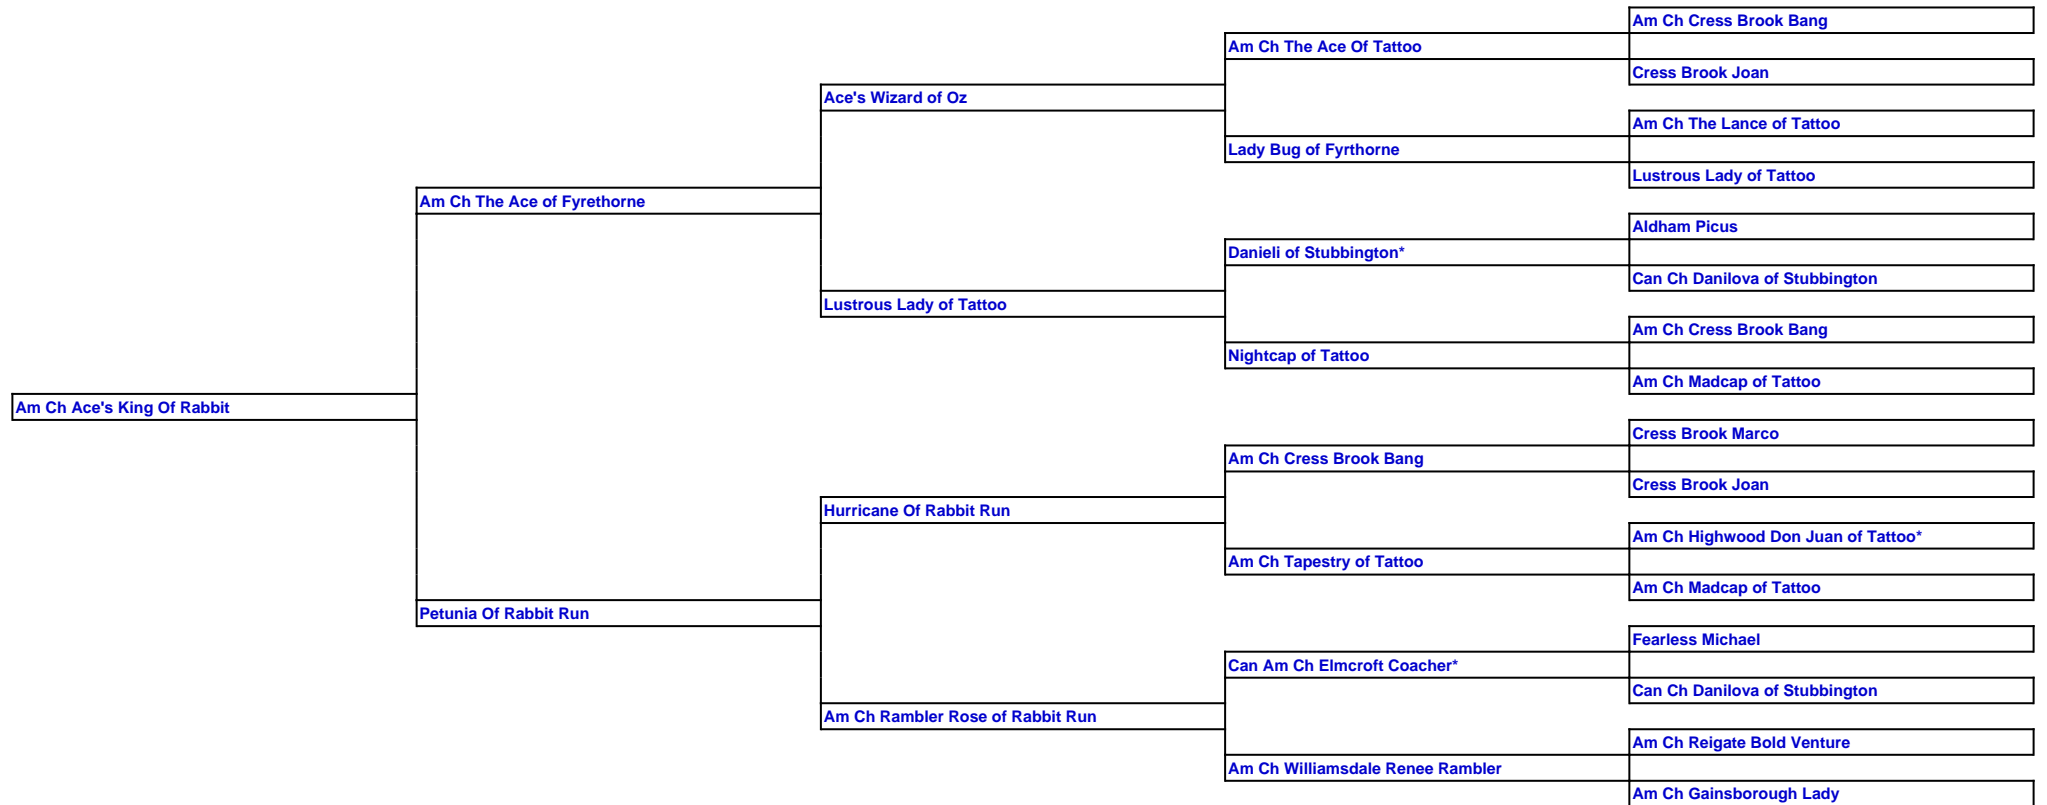 Am Ch Cress Brook Bang
Am Ch The Ace Of Tattoo
Cress Brook Joan
Ace's Wizard of Oz
Am Ch The Lance of Tattoo
Lady Bug of Fyrthorne
Lustrous Lady of Tattoo
Am Ch The Ace of Fyrethorne
Aldham Picus
Danieli of Stubbington*
Can Ch Danilova of Stubbington
Lustrous Lady of Tattoo
Am Ch Cress Brook Bang
Nightcap of Tattoo
Am Ch Madcap of Tattoo
Am Ch Ace's King Of Rabbit
Cress Brook Marco
Am Ch Cress Brook Bang
Cress Brook Joan
Hurricane Of Rabbit Run
Am Ch Highwood Don Juan of Tattoo*
Am Ch Tapestry of Tattoo
Am Ch Madcap of Tattoo
Petunia Of Rabbit Run
Fearless Michael
Can Am Ch Elmcroft Coacher*
Can Ch Danilova of Stubbington
Am Ch Rambler Rose of Rabbit Run
Am Ch Reigate Bold Venture
Am Ch Williamsdale Renee Rambler
Am Ch Gainsborough Lady